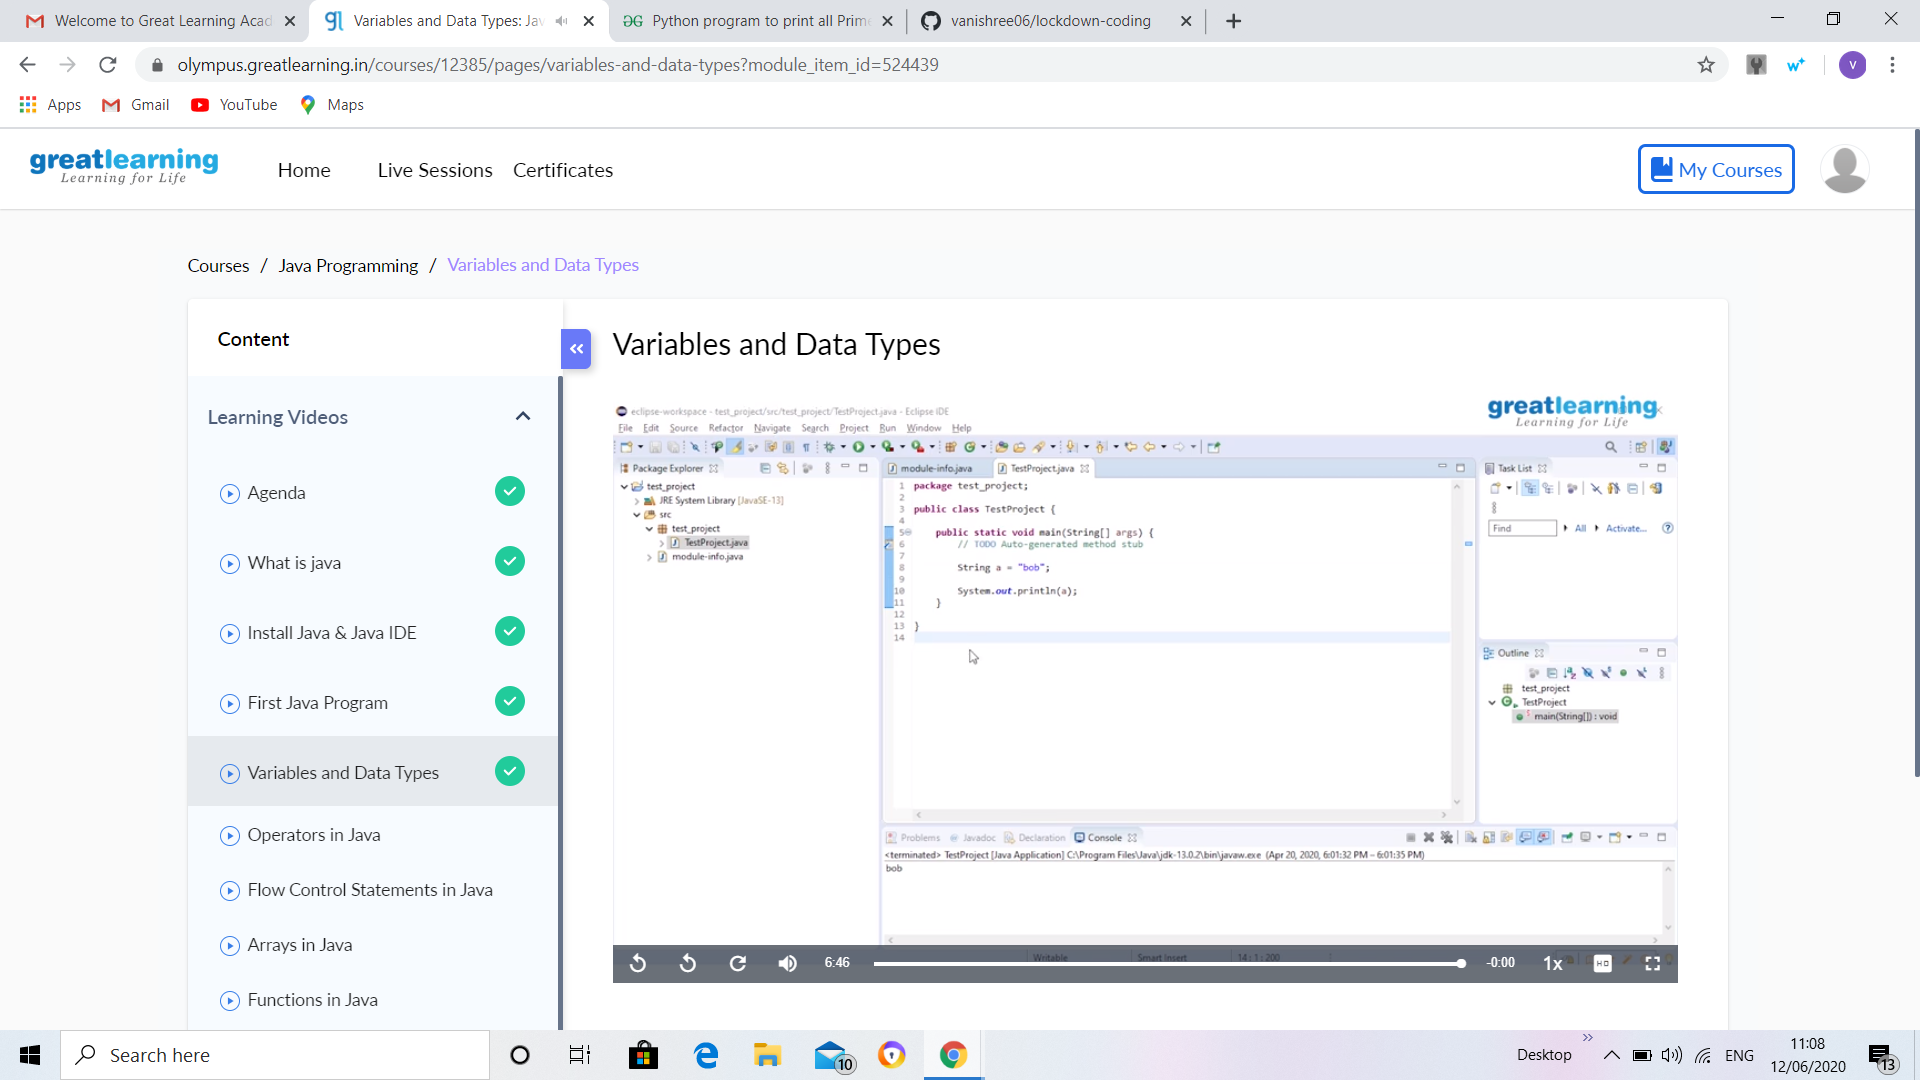 Welcome to Great Learning Acad
Variables and Data Types: Jav
Python program to print all Prim
vanishree06/lockdown-coding
olympus.greatlearning.in/courses/12385/pages/variables-and-data-types?module_item_id=524439
V
Apps
Gmail
YouTube
Maps
greatlearning
Learning for Life
Home
Live Sessions
Certificates
My Courses
Courses / Java Programming / Variables and Data Types
Content
Learning Videos
Agenda
What is java
Install Java & Java IDE
First Java Program
Variables and Data Types
Operators in Java
Flow Control Statements in Java
Arrays in Java
Functions in Java
Variables and Data Types
eclipse-workspace - test_project/src/test_project/TestProject.java - Eclipse IDE
greatlearning
Learning for Life
File Edit Source Refactor Navigate Search Project Run Window Help
Package Explorer
test_project
JRE System Library [JavaSE-13]
src
test_project
TestProject.java
module-info.java
module-info.java
TestProject.java
1 package test_project;
2
3 public class TestProject {
4
5 public static void main(String[] args) {
6 // TODO Auto-generated method stub
7
8 String a = "bob";
9
10 System.out.println(a);
11 }
12
13 }
14
Task List
Find
All
Activate...
Outline
test_project
TestProject
main(String[]) : void
Problems Javadoc Declaration Console
<terminated> TestProject [Java Application] C:\Program Files\Java\jdk-13.0.2\bin\javaw.exe (Apr 20, 2020, 6:01:32 PM – 6:01:35 PM)
bob
Writable
Smart Insert
14 : 1 : 200
6:46
-0:00
1x
HD
Search here
10
Desktop
ENG
11:08
12/06/2020
13